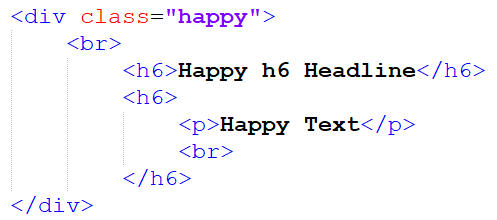 <div class="happy">
<br>
<h6>Happy h6 Headline</h6>
<h6>
<p>Happy Text</p>
<br>
</h6>
</div>